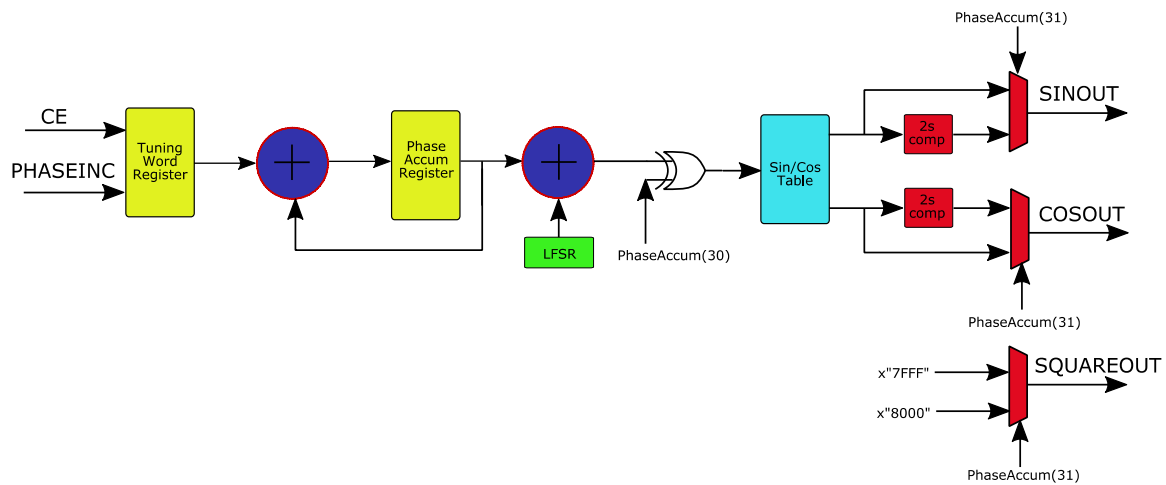 PhaseAccum(31)
CE
PHASEINC
Tuning
Word
Register
Phase
Accum
Register
LFSR
PhaseAccum(30)
Sin/Cos
Table
2s
comp
SINOUT
2s
comp
COSOUT
PhaseAccum(31)
x"7FFF"
x"8000"
SQUAREOUT
PhaseAccum(31)